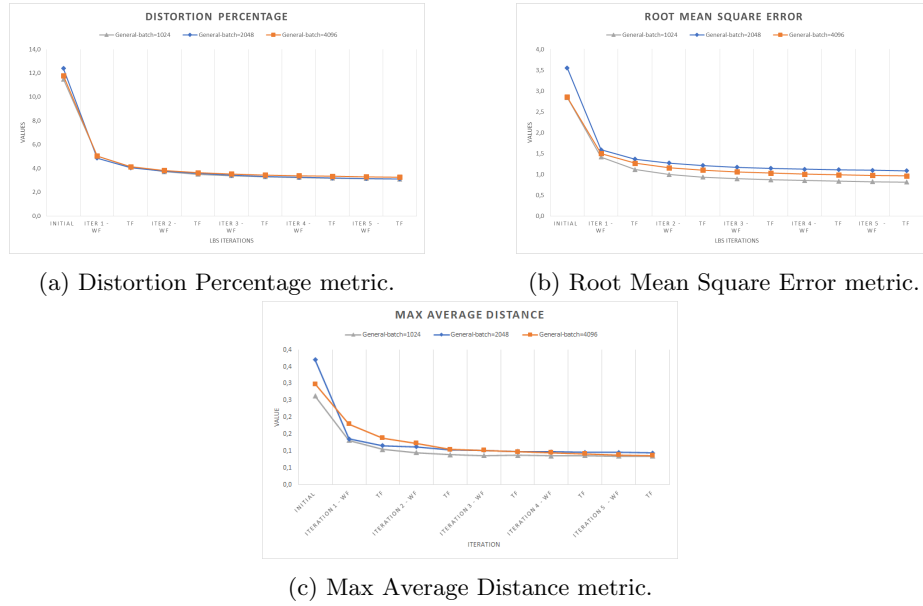 DISTORTION PERCENTAGE
General-batch=1024 General-batch=2048 General-batch=4096
14,0
12,0
10,0
8,0
6,0
4,0
2,0
0,0
VALUES
INITIAL ITER 1 - WF TF ITER 2 - WF TF ITER 3 - WF TF ITER 4 - WF TF ITER 5 - WF TF
LBS ITERATIONS
(a) Distortion Percentage metric.
ROOT MEAN SQUARE ERROR
General-batch=1024 General-batch=2048 General-batch=4096
4,0
3,5
3,0
2,5
2,0
1,5
1,0
0,5
0,0
VALUES
INITIAL ITER 1 - WF TF ITER 2 - WF TF ITER 3 - WF TF ITER 4 - WF TF ITER 5 - WF TF
LBS ITERATIONS
(b) Root Mean Square Error metric.
MAX AVERAGE DISTANCE
General-batch=1024 General-batch=2048 General-batch=4096
0,4
0,4
0,3
0,3
0,2
0,2
0,1
0,1
0,0
VALUE
INITIAL ITERATION 1 - WF TF ITERATION 2 - WF TF ITERATION 3 - WF TF ITERATION 4 - WF TF ITERATION 5 - WF TF
ITERATION
(c) Max Average Distance metric.